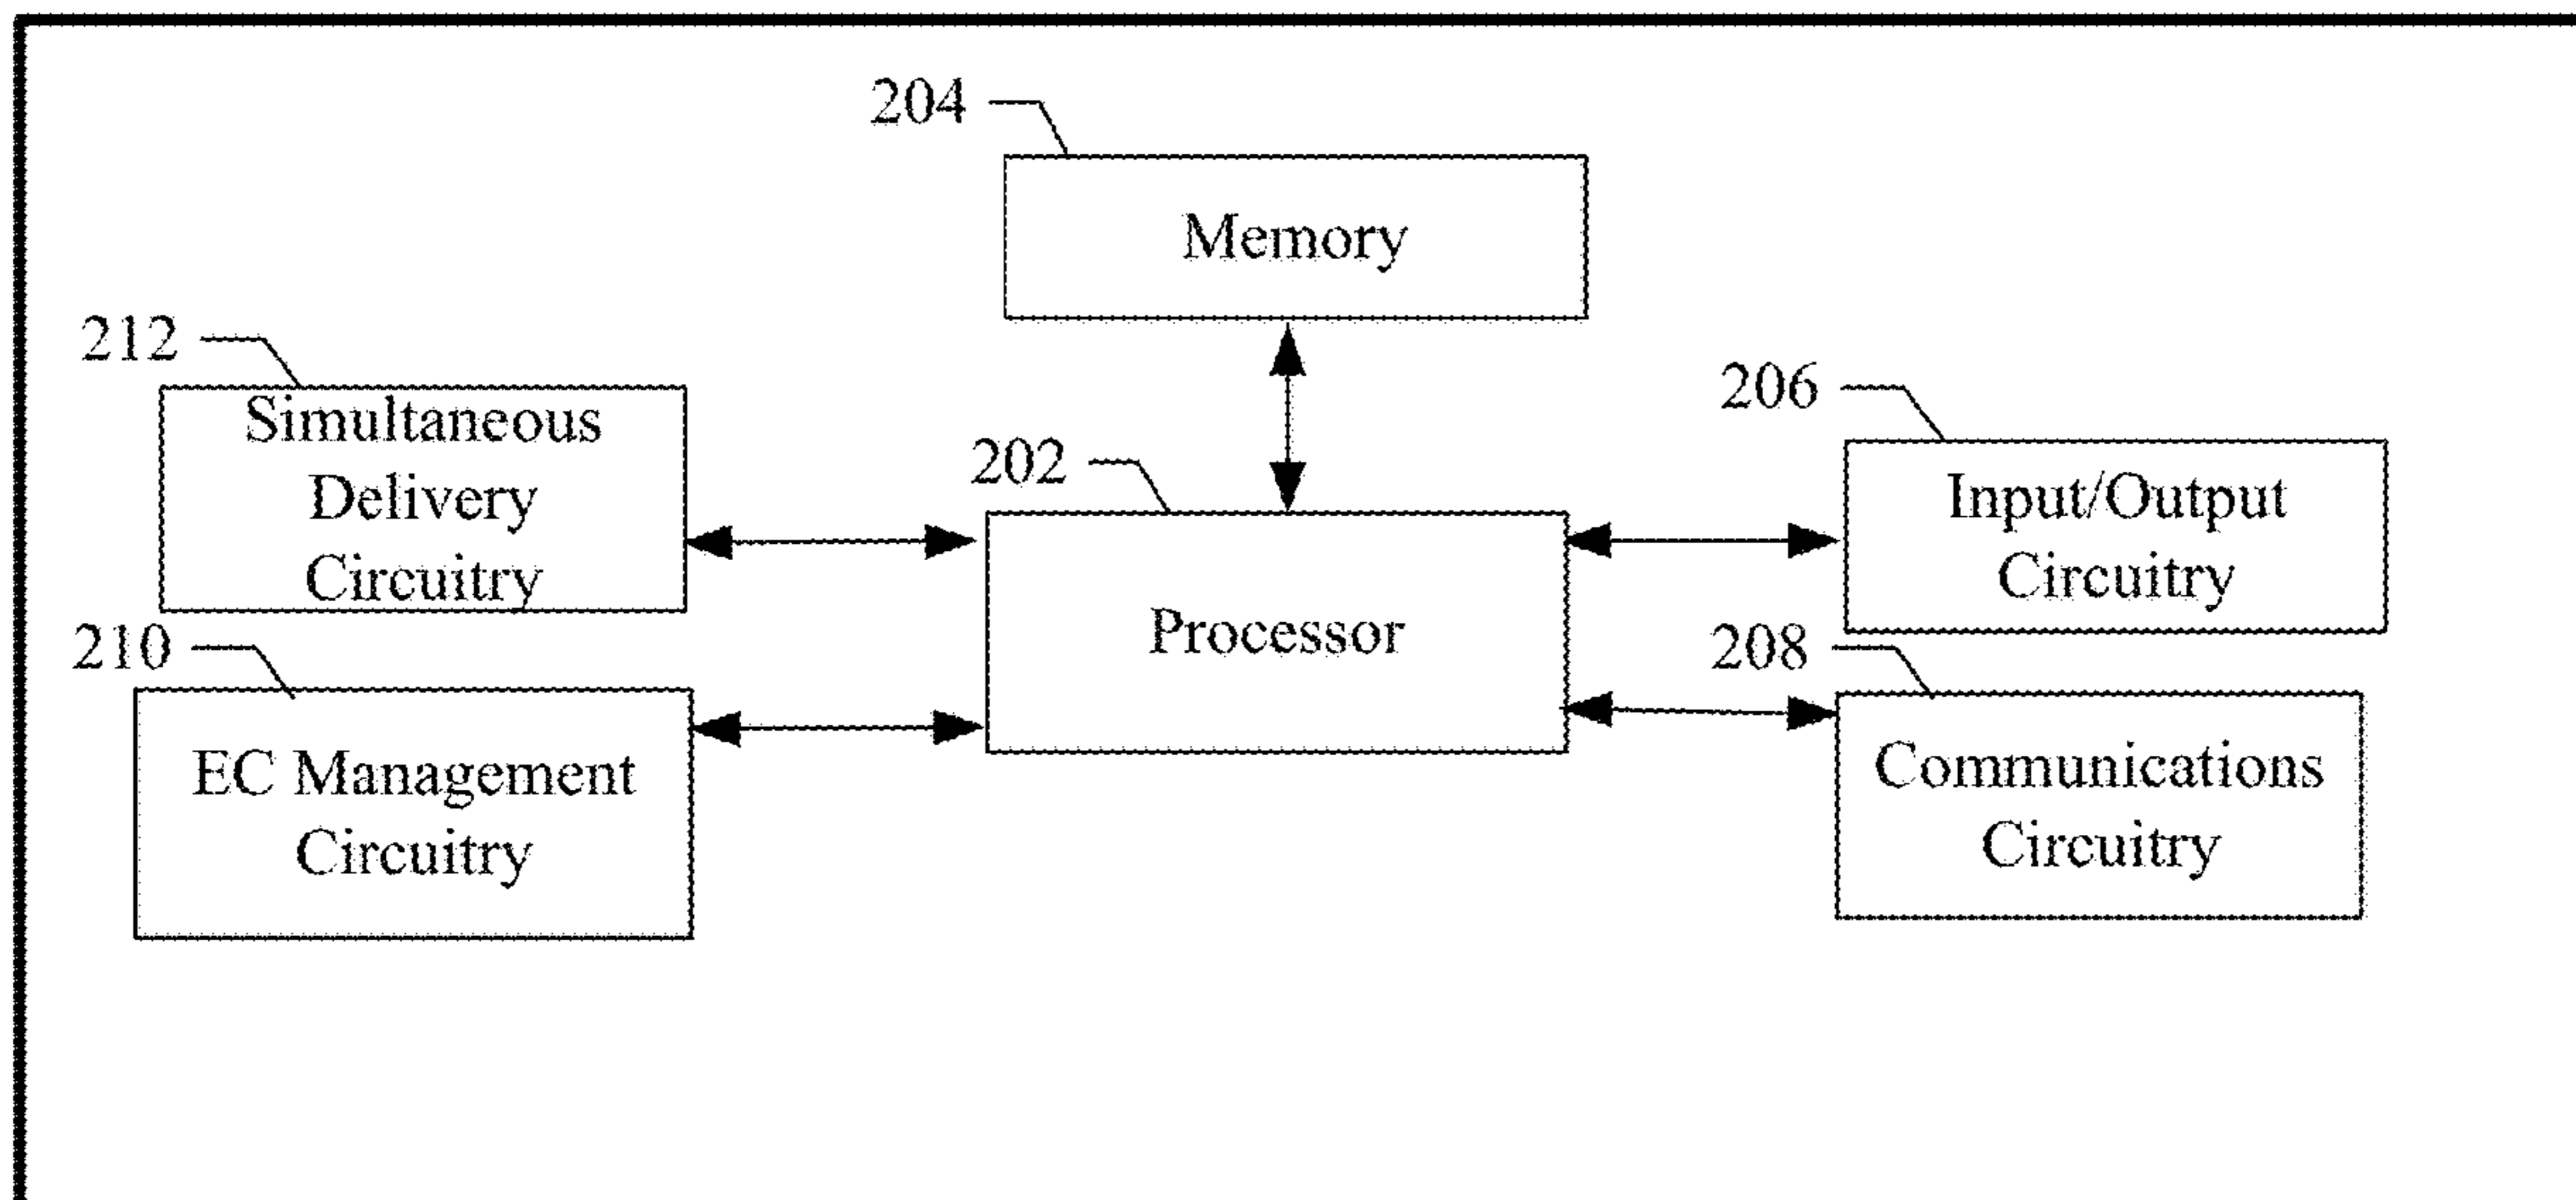 204
Memory
212
Simultaneous
Delivery
Circuitry
206
Input/Output
Circuitry
202
Processor
210
EC Management
Circuitry
208
Communications
Circuitry